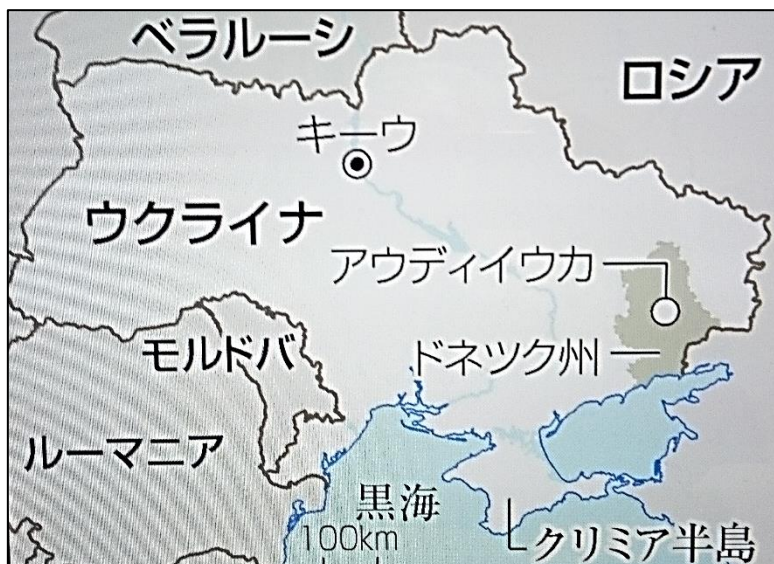 ベラルーシ
ロシア
キーウ
ウクライナ
アウディイウカ
モルドバ
ドネツク州
ルーマニア
黒海
100km
クリミア半島